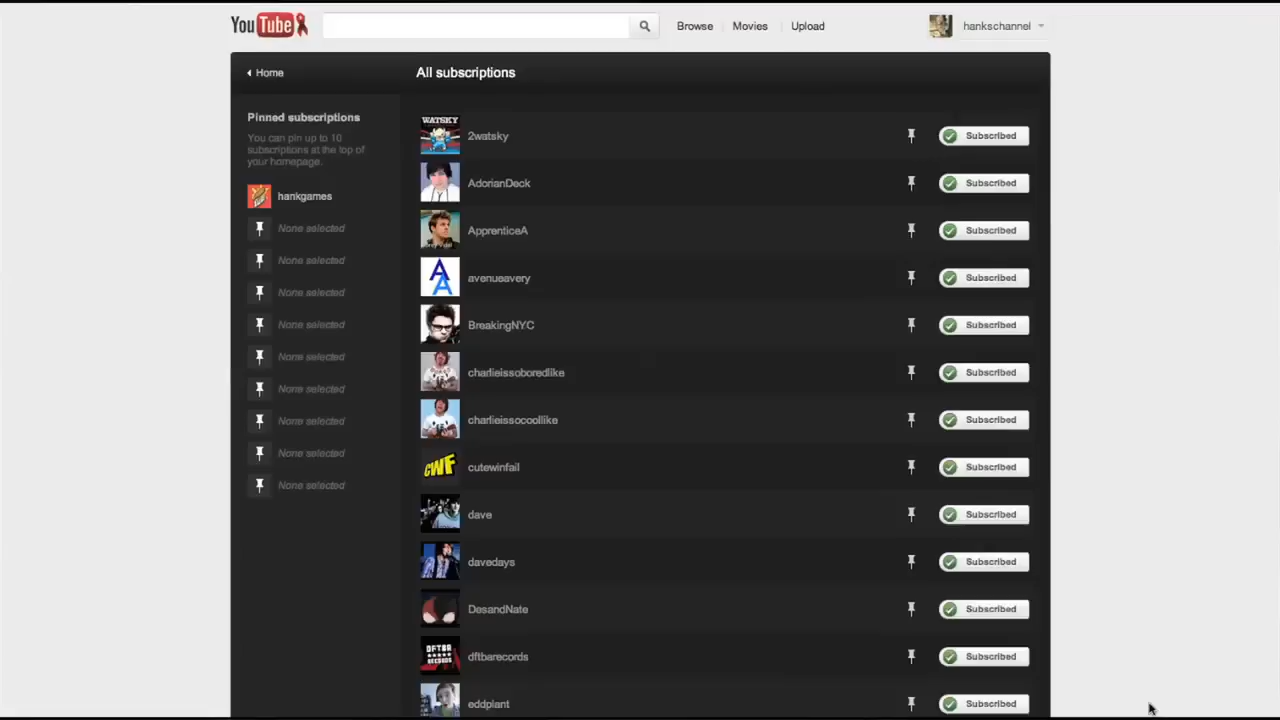 YouTube
Browse
Movies
Upload
hankschannel
Home
All subscriptions
Pinned subscriptions
You can pin up to 10
subscriptions at the top of
your homepage.
hankgames
None selected
None selected
None selected
None selected
None selected
None selected
None selected
None selected
None selected
WATSKY
2watsky
Subscribed
AdorianDeck
Subscribed
ApprenticeA
Subscribed
AA
avenueavery
Subscribed
BreakingNYC
Subscribed
charlieissoboredlike
Subscribed
charlieissocoollike
Subscribed
CWF
cutewinfail
Subscribed
dave
Subscribed
davedays
Subscribed
DesandNate
Subscribed
DFTBA
RECORDS
dftbarecords
Subscribed
eddplant
Subscribed